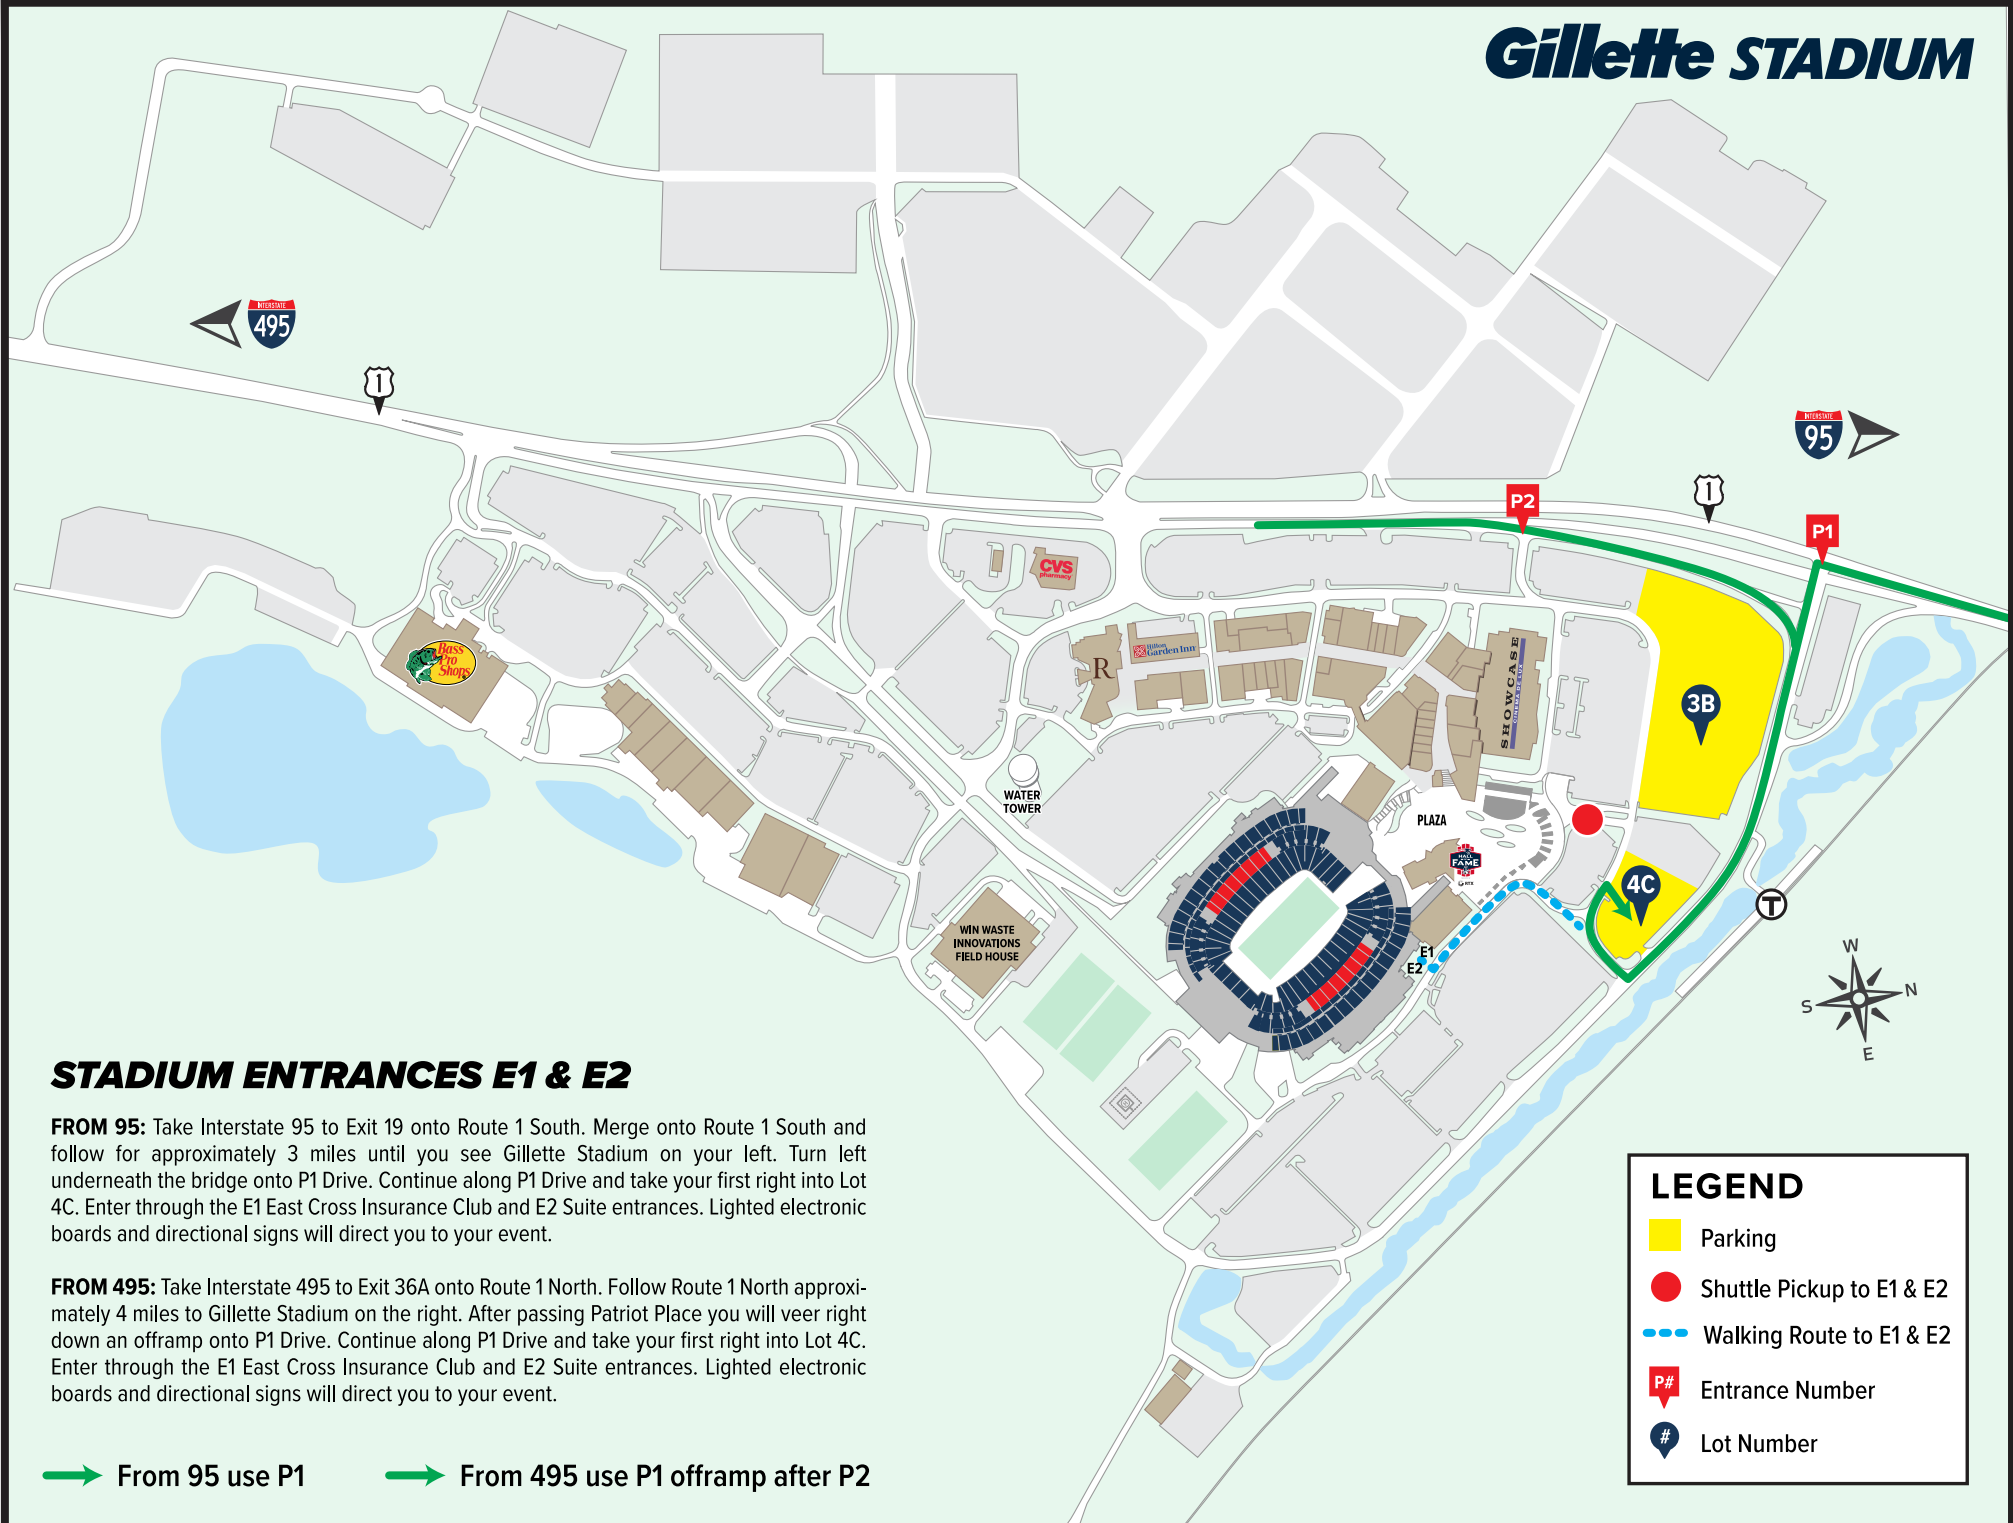 Gillette STADIUM
INTERSTATE
495
1
INTERSTATE
95
1
P2
P1
CVS
pharmacy
Bass
Pro
Shops
R
Hilton
Garden Inn
SHOWCASE
CINEMA DE LUX
3B
WATER
TOWER
PLAZA
HALL
FAME
4C
T
WIN WASTE
INNOVATIONS
FIELD HOUSE
E1
E2
W
N
S
E
STADIUM ENTRANCES E1 & E2
FROM 95: Take Interstate 95 to Exit 19 onto Route 1 South. Merge onto Route 1 South and
follow for approximately 3 miles until you see Gillette Stadium on your left. Turn left
underneath the bridge onto P1 Drive. Continue along P1 Drive and take your first right into Lot
4C. Enter through the E1 East Cross Insurance Club and E2 Suite entrances. Lighted electronic
boards and directional signs will direct you to your event.
FROM 495: Take Interstate 495 to Exit 36A onto Route 1 North. Follow Route 1 North approxi-
mately 4 miles to Gillette Stadium on the right. After passing Patriot Place you will veer right
down an offramp onto P1 Drive. Continue along P1 Drive and take your first right into Lot 4C.
Enter through the E1 East Cross Insurance Club and E2 Suite entrances. Lighted electronic
boards and directional signs will direct you to your event.
From 95 use P1
From 495 use P1 offramp after P2
LEGEND
Parking
Shuttle Pickup to E1 & E2
Walking Route to E1 & E2
P#
Entrance Number
#
Lot Number